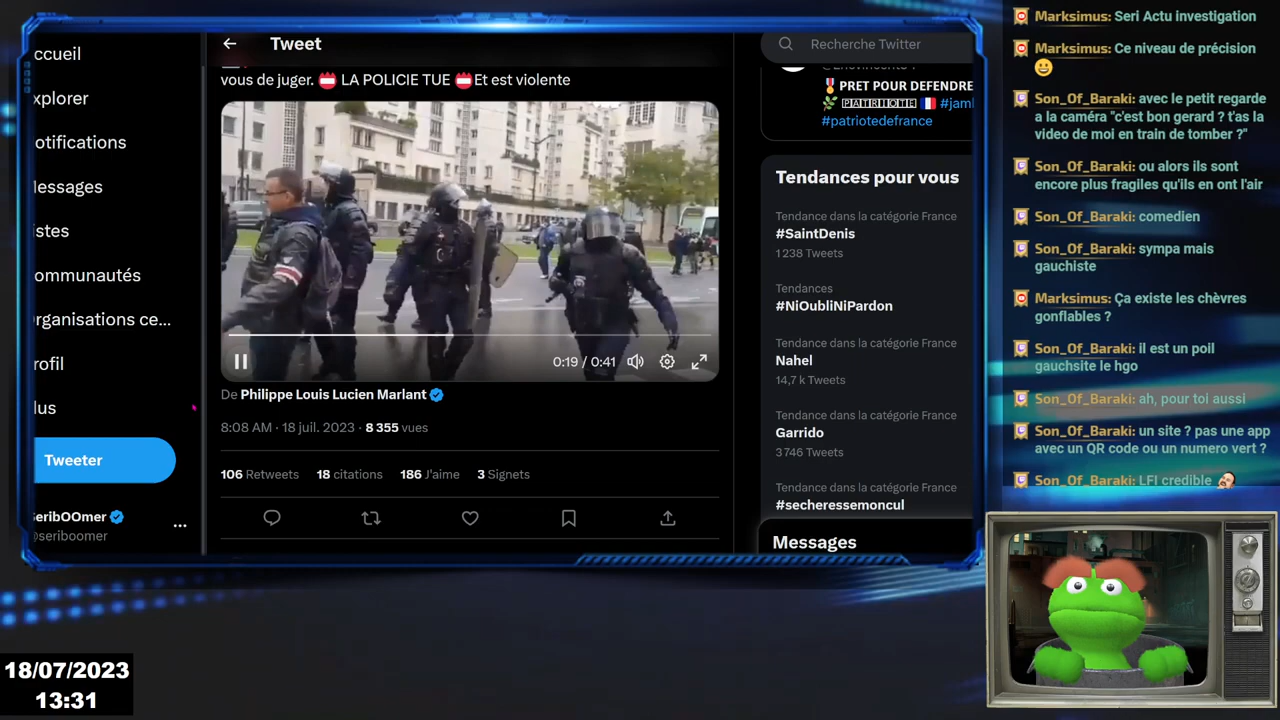 ccueil
xplorer
otifications
lessages
istes
ommunautés
rganisations ce...
rofil
lus
Tweeter
SeribOOmer
@seriboomer
...
Tweet
vous de juger. LA POLICIE TUE Et est violente
0:19 / 0:41
De Philippe Louis Lucien Marlant
8:08 AM · 18 juil. 2023 · 8 355 vues
106 Retweets 18 citations 186 J'aime 3 Signets
Recherche Twitter
PRET POUR DEFENDRE
PATRIOTE #jaml
#patriotedefrance
Tendances pour vous
Tendance dans la catégorie France
#SaintDenis
1 238 Tweets
Tendances
#NiOubliNiPardon
Tendance dans la catégorie France
Nahel
14,7 k Tweets
Tendance dans la catégorie France
Garrido
3 746 Tweets
Tendance dans la catégorie France
#secheressemoncul
Messages
Marksimus: Seri Actu investigation
Marksimus: Ce niveau de précision
Son_Of_Baraki: avec le petit regarde
a la caméra "c'est bon gerard ? t'as la
video de moi en train de tomber ?"
Son_Of_Baraki: ou alors ils sont
encore plus fragiles qu'ils en ont l'air
Son_Of_Baraki: comedien
Son_Of_Baraki: sympa mais
gauchiste
Marksimus: Ça existe les chèvres
gonflables ?
Son_Of_Baraki: il est un poil
gauchsite le hgo
Son_Of_Baraki: ah, pour toi aussi
Son_Of_Baraki: un site ? pas une app
avec un QR code ou un numero vert ?
Son_Of_Baraki: LFI credible
18/07/2023
13:31